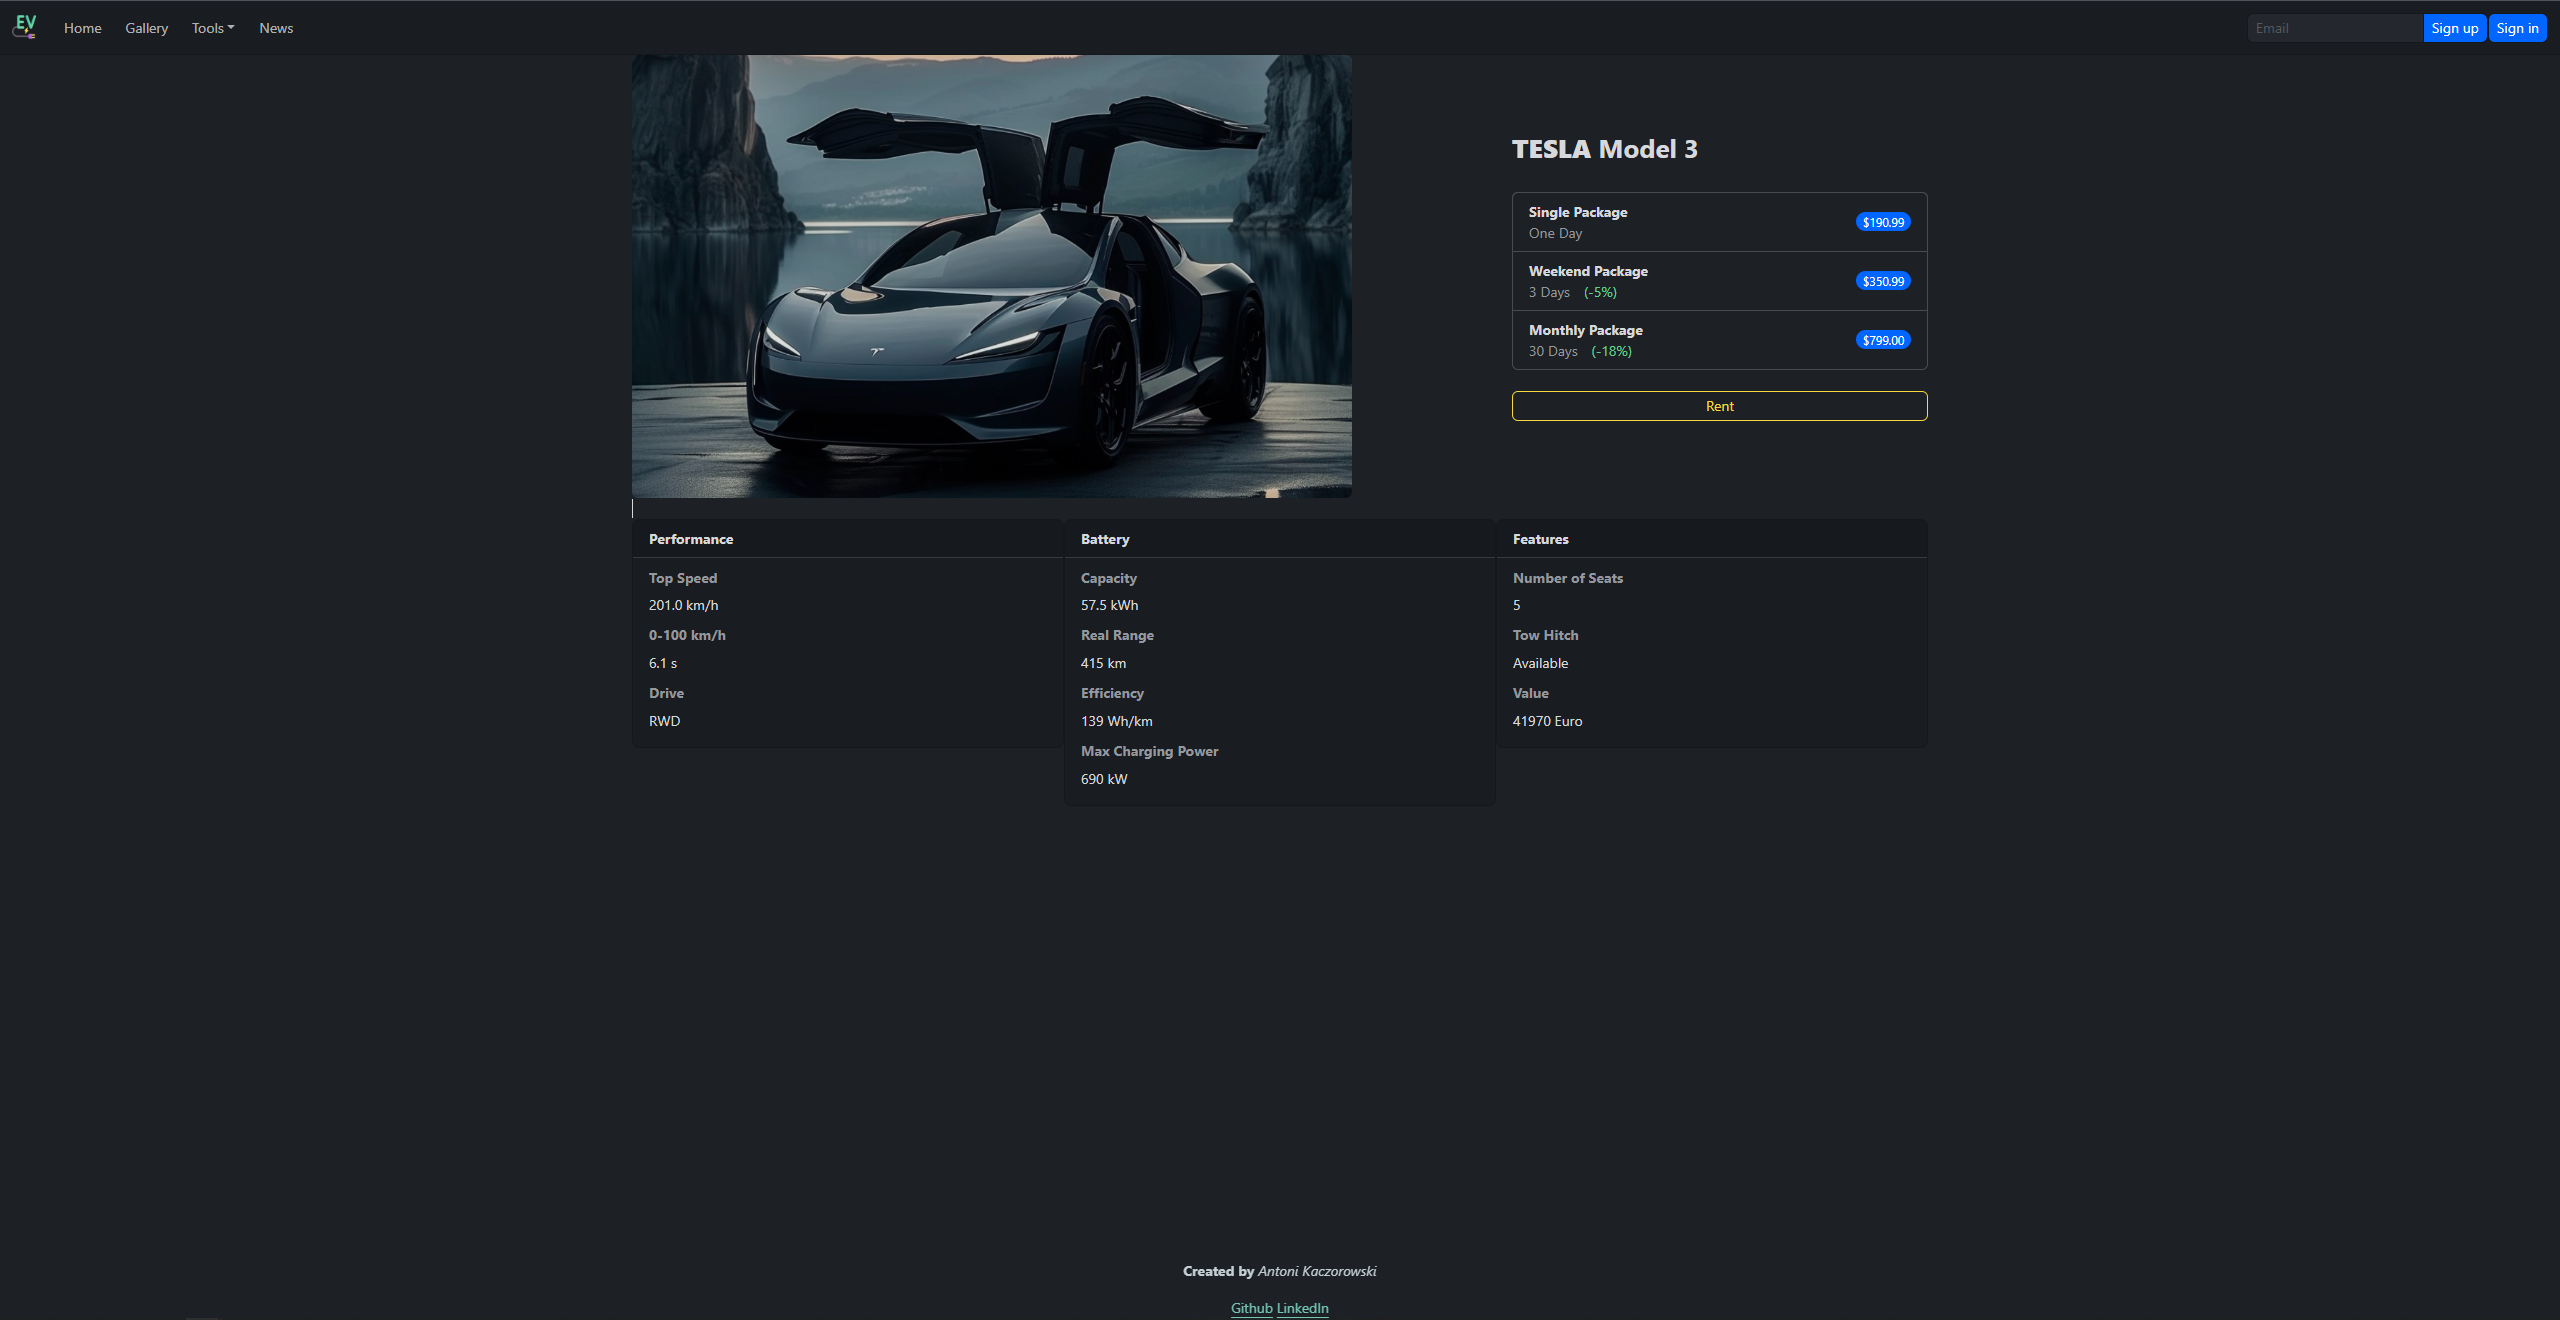 EV
Home Gallery Tools News
Email Sign up Sign in
TESLA Model 3
Single Package
One Day
$190.99
Weekend Package
3 Days (-5%)
$350.99
Monthly Package
30 Days (-18%)
$799.00
Rent
Performance
Top Speed
201.0 km/h
0-100 km/h
6.1 s
Drive
RWD
Battery
Capacity
57.5 kWh
Real Range
415 km
Efficiency
139 Wh/km
Max Charging Power
690 kW
Features
Number of Seats
5
Tow Hitch
Available
Value
41970 Euro
Created by Antoni Kaczorowski
Github LinkedIn